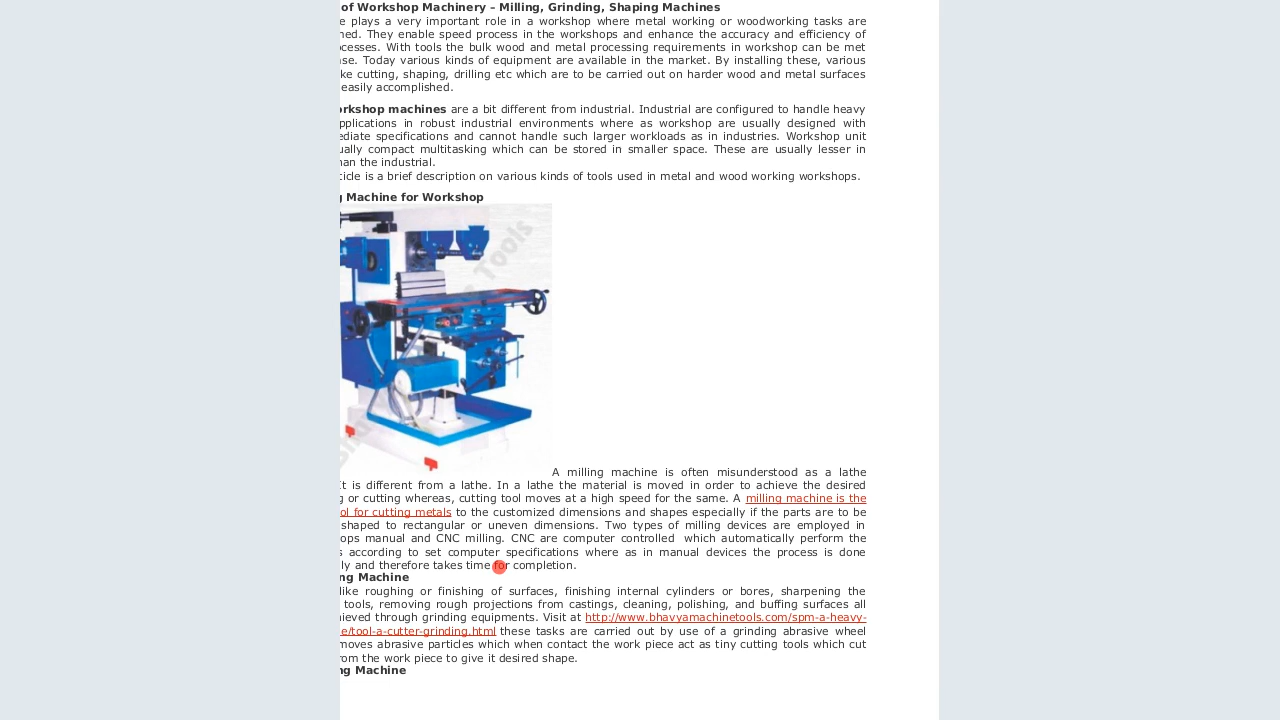 of Workshop Machinery – Milling, Grinding, Shaping Machines
plays a very important role in a workshop where metal working or woodworking tasks are
They enable speed process in the workshops and enhance the accuracy and efficiency of
With tools the bulk wood and metal processing requirements in workshop can be met
Today various kinds of equipment are available in the market. By installing these, various
cutting, shaping, drilling etc which are to be carried out on harder wood and metal surfaces
easily accomplished.
machines are a bit different from industrial. Industrial are configured to handle heavy
in robust industrial environments where as workshop are usually designed with
specifications and cannot handle such larger workloads as in industries. Workshop unit
compact multitasking which can be stored in smaller space. These are usually lesser in
the industrial.
is a brief description on various kinds of tools used in metal and wood working workshops.
Machine for Workshop
Tools
A milling machine is often misunderstood as a lathe
It is different from a lathe. In a lathe the material is moved in order to achieve the desired
or cutting whereas, cutting tool moves at a high speed for the same. A milling machine is the
for cutting metals to the customized dimensions and shapes especially if the parts are to be
shaped to rectangular or uneven dimensions. Two types of milling devices are employed in
manual and CNC milling. CNC are computer controlled which automatically perform the
according to set computer specifications where as in manual devices the process is done
and therefore takes time for completion.
Machine
like roughing or finishing of surfaces, finishing internal cylinders or bores, sharpening the
tools, removing rough projections from castings, cleaning, polishing, and buffing surfaces all
through grinding equipments. Visit at http://www.bhavyamachinetools.com/spm-a-heavy-
e/tool-a-cutter-grinding.html these tasks are carried out by use of a grinding abrasive wheel
moves abrasive particles which when contact the work piece act as tiny cutting tools which cut
from the work piece to give it desired shape.
Machine